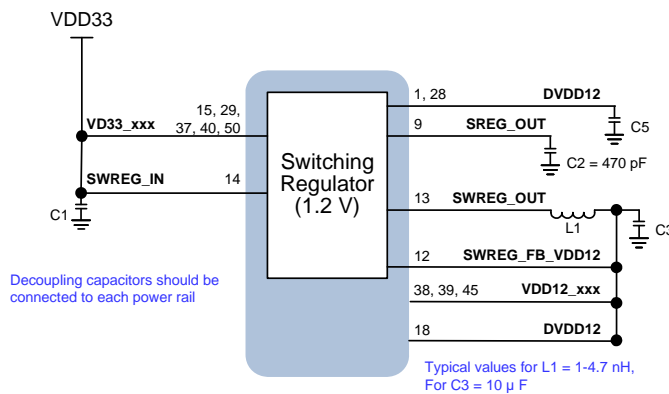 VDD33
15, 29,
37, 40, 50
VD33_xxx
SWREG_IN
14
C1
Switching
Regulator
(1.2 V)
1, 28
DVDD12
C5
9
SREG_OUT
C2 = 470 pF
13
SWREG_OUT
L1
C3
12
SWREG_FB_VDD12
38, 39, 45
VDD12_xxx
18
DVDD12
Decoupling capacitors should be
connected to each power rail
Typical values for L1 = 1-4.7 nH,
For C3 = 10 µ F